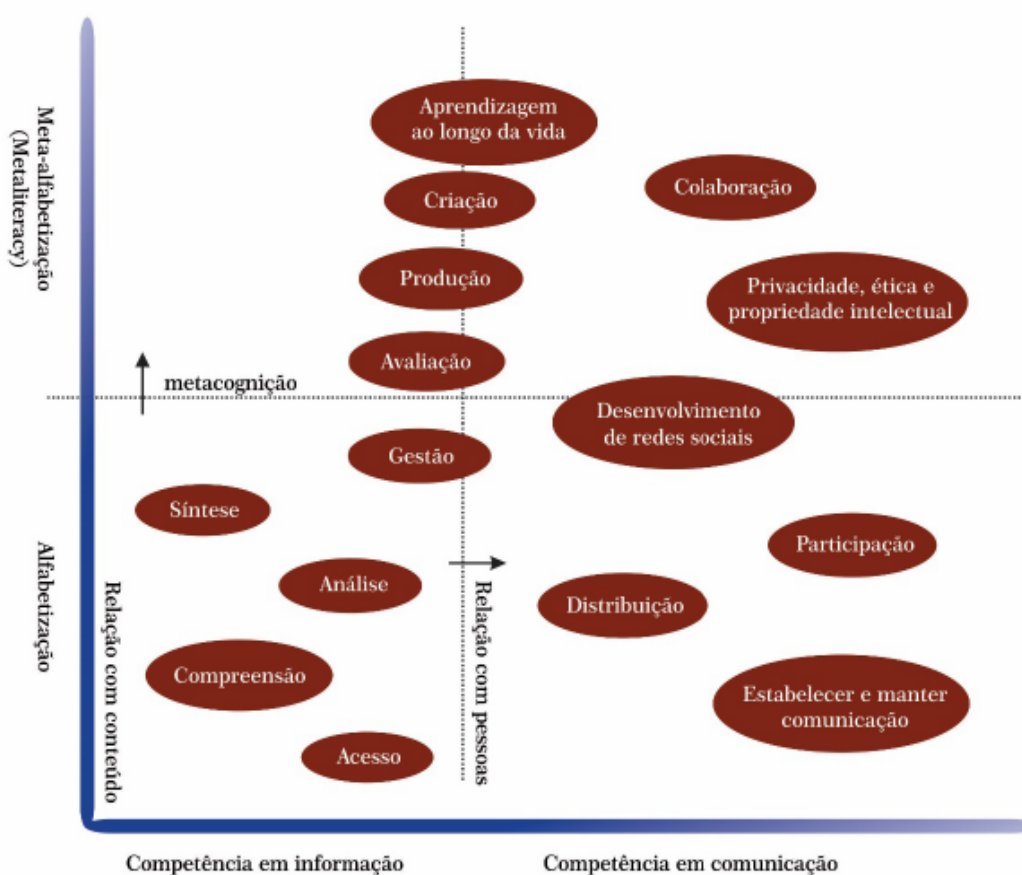 Meta-alfabetização
(Metaliteracy)
Aprendizagem
ao longo da vida
Colaboração
Criação
Produção
Privacidade, ética e
propriedade intelectual
Avaliação
metacognição
Desenvolvimento
de redes sociais
Gestão
Síntese
Participação
Análise
Distribuição
Alfabetização
Relação com conteúdo
Relação com pessoas
Compreensão
Estabelecer e manter
comunicação
Acesso
Competência em informação
Competência em comunicação